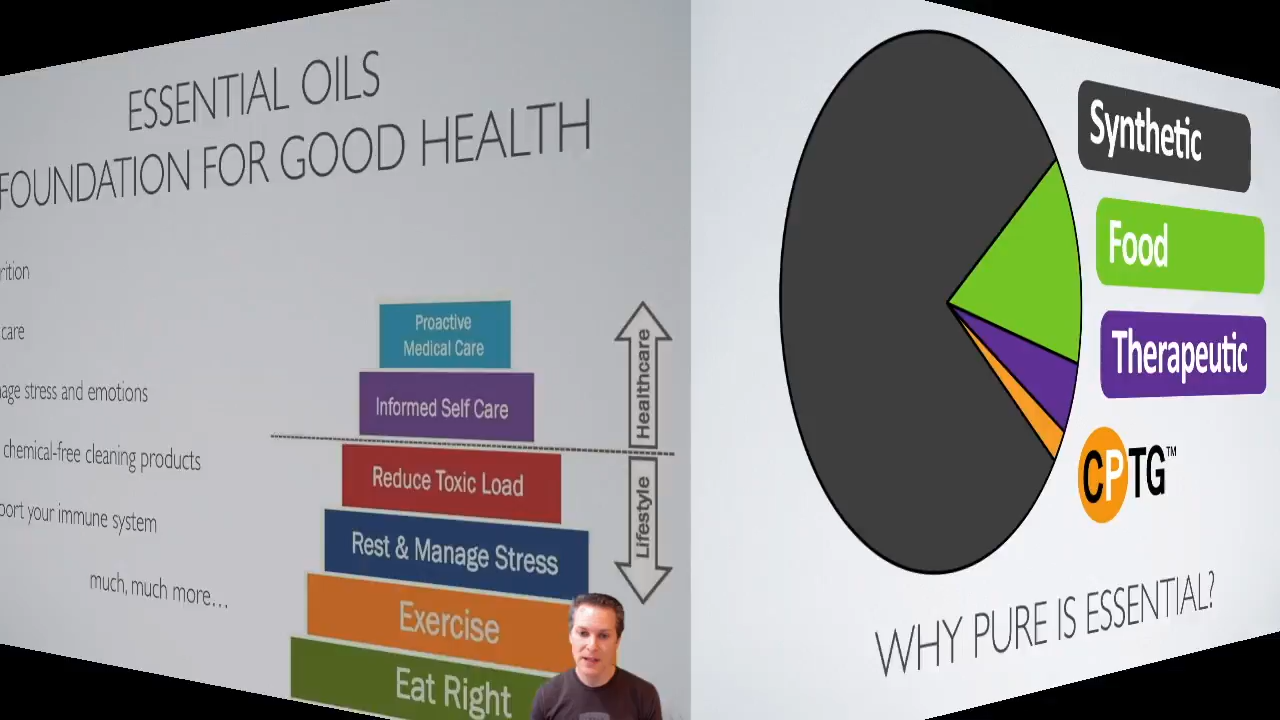 ESSENTIAL OILS
FOUNDATION FOR GOOD HEALTH
rition
care
age stress and emotions
chemical-free cleaning products
port your immune system
much, much more...
Proactive
Medical Care
Informed Self Care
Reduce Toxic Load
Rest & Manage Stress
Exercise
Eat Right
Healthcare
Lifestyle
Synthetic
Food
Therapeutic
CPTG™
WHY PURE IS ESSENTIAL?